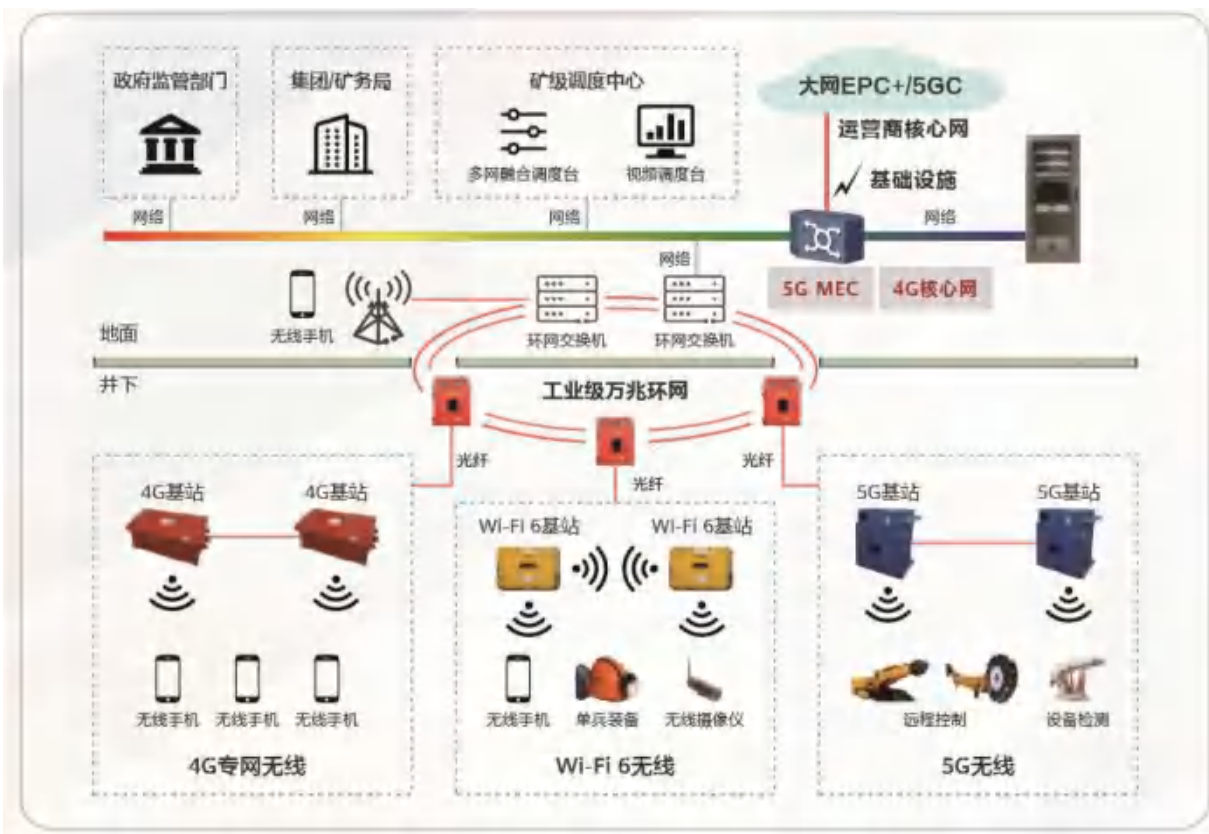 政府监管部门
集团/矿务局
矿级调度中心
大网EPC+/5GC
运营商核心网
多网融合调度台
视频调度台
基础设施
网络
网络
网络
网络
网络
5G MEC
4G核心网
无线手机
环网交换机
环网交换机
地面
井下
工业级万兆环网
光纤
光纤
光纤
4G基站
4G基站
Wi-Fi 6基站
Wi-Fi 6基站
5G基站
5G基站
无线手机
无线手机
无线手机
无线手机
单兵装备
无线摄像仪
远程控制
设备检测
4G专网无线
Wi-Fi 6无线
5G无线